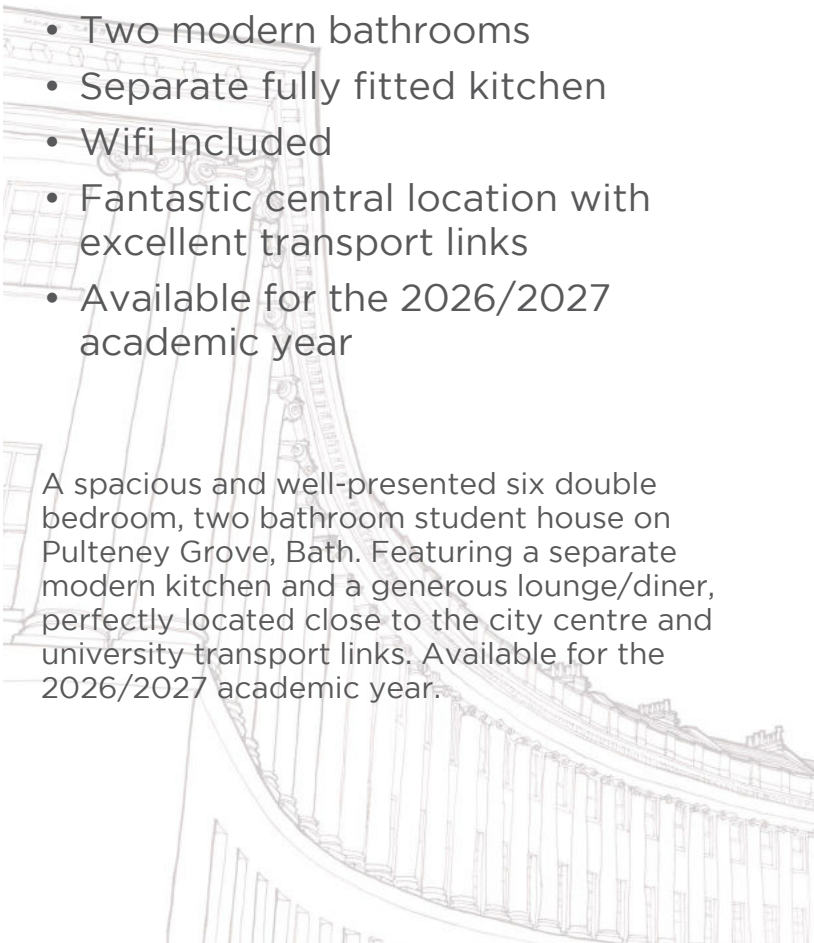 • Two modern bathrooms
• Separate fully fitted kitchen
• Wifi Included
• Fantastic central location with
excellent transport links
• Available for the 2026/2027
academic year
A spacious and well-presented six double
bedroom, two bathroom student house on
Pulteney Grove, Bath. Featuring a separate
modern kitchen and a generous lounge/diner,
perfectly located close to the city centre and
university transport links. Available for the
2026/2027 academic year.